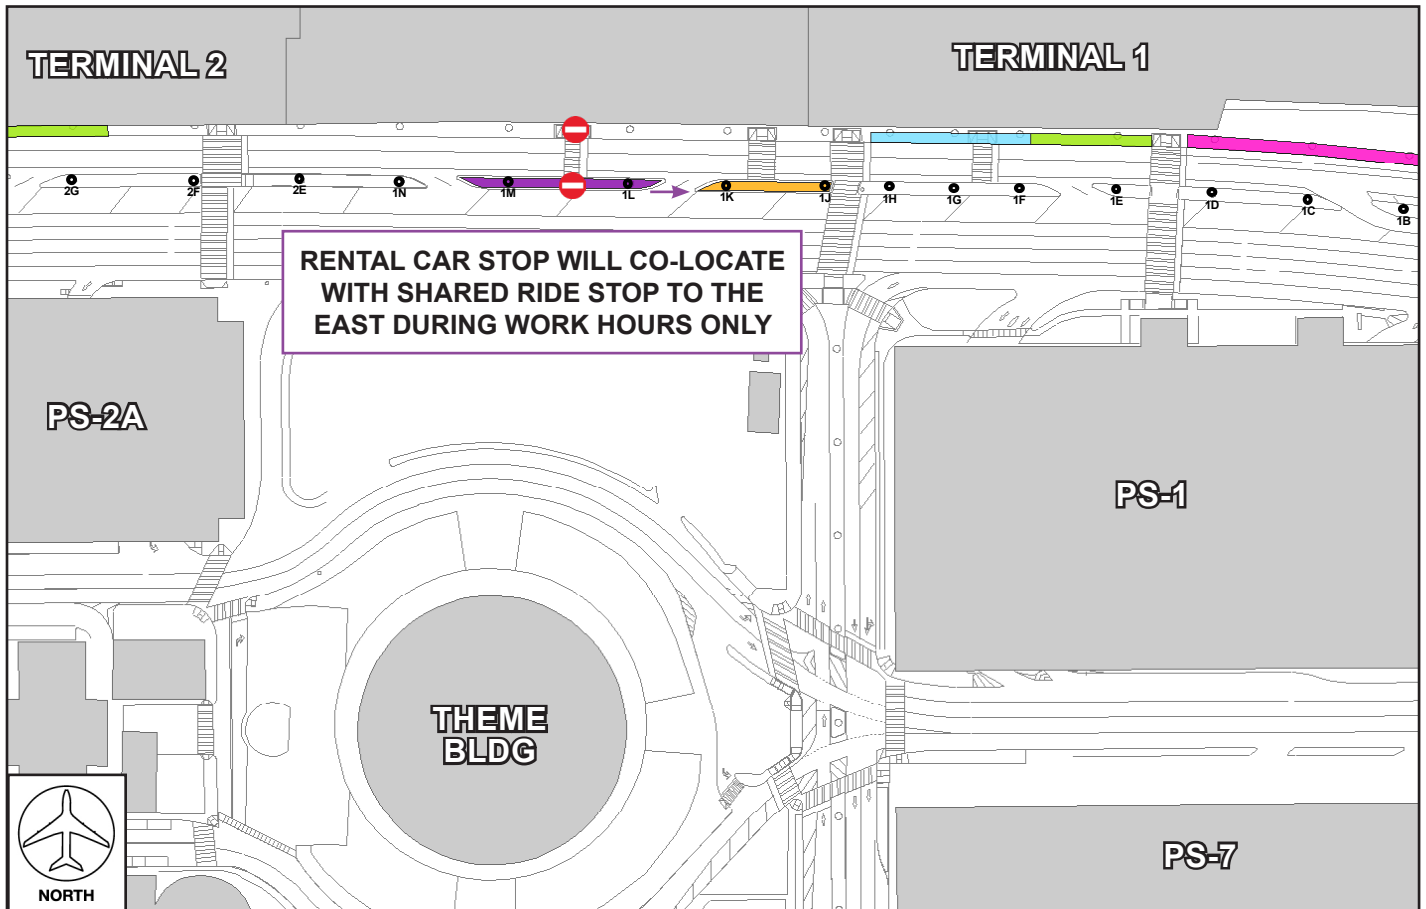 TERMINAL 2
TERMINAL 1
2G
2F
2E
1N
1M
1L
1K
1J
1H
1G
1F
1E
1D
1C
1B
RENTAL CAR STOP WILL CO-LOCATE
WITH SHARED RIDE STOP TO THE
EAST DURING WORK HOURS ONLY
PS-2A
PS-1
THEME
BLDG
PS-7
NORTH